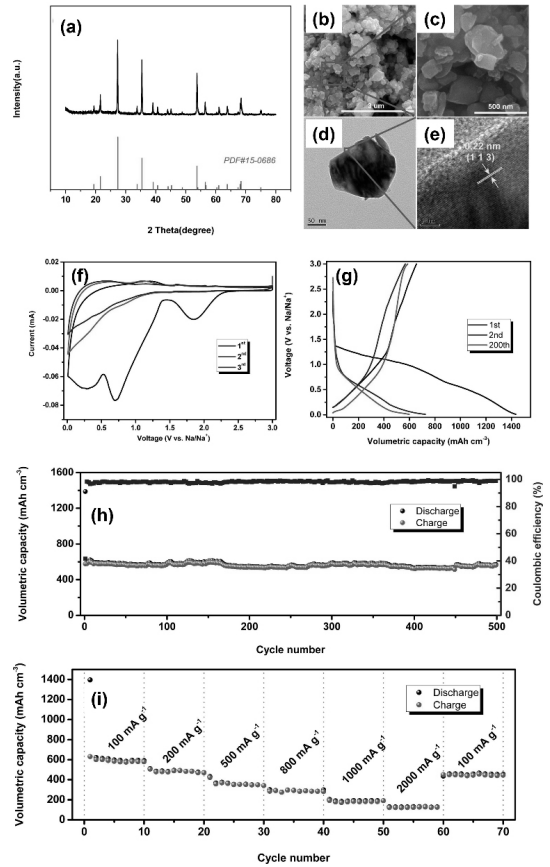 (a)
Intensity(a.u.)
PDF#15-0686
10 20 30 40 50 60 70 80
2 Theta(degree)
(b)
1 um
(c)
500 nm
(d)
50 nm
(e)
0.22 nm
(1 1 3)
(f)
Current (mA)
0.02
0.00
-0.02
-0.04
-0.06
-0.08
1st
2nd
3rd
0.0 0.5 1.0 1.5 2.0 2.5 3.0
Voltage (V vs. Na/Na+)
(g)
Voltage (V vs. Na/Na+)
3.0
2.5
2.0
1.5
1.0
0.5
0.0
1st
2nd
200th
0 200 400 600 800 1000 1200 1400
Volumetric capacity (mAh cm-3)
(h)
Volumetric capacity (mAh cm-3)
1600
1200
800
400
0
Discharge
Charge
100
80
60
40
20
0
Coulombic efficiency (%)
0 100 200 300 400 500
Cycle number
(i)
Volumetric capacity (mAh cm-3)
1400
1200
1000
800
600
400
200
0
Discharge
Charge
100 mA g-1
200 mA g-1
500 mA g-1
800 mA g-1
1000 mA g-1
2000 mA g-1
100 mA g-1
0 10 20 30 40 50 60 70
Cycle number